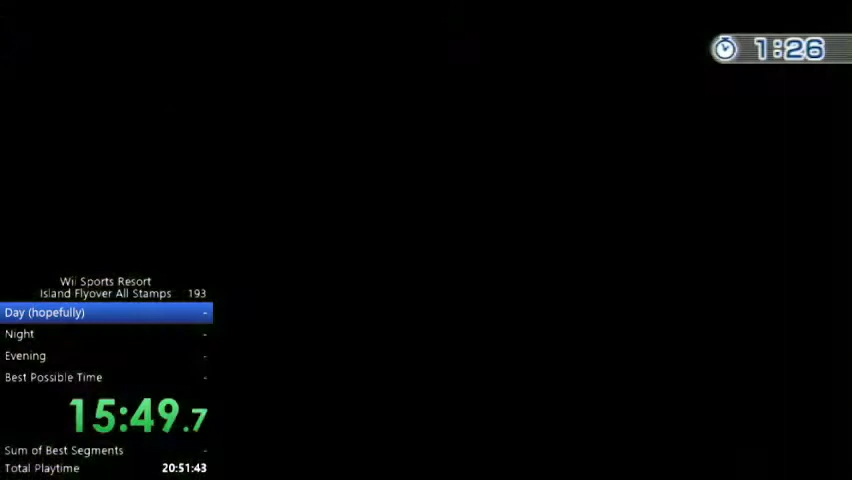 1:26
Wii Sports Resort
Island Flyover All Stamps 193
Day (hopefully) -
Night -
Evening -
Best Possible Time -
15:49.7
Sum of Best Segments -
Total Playtime 20:51:43